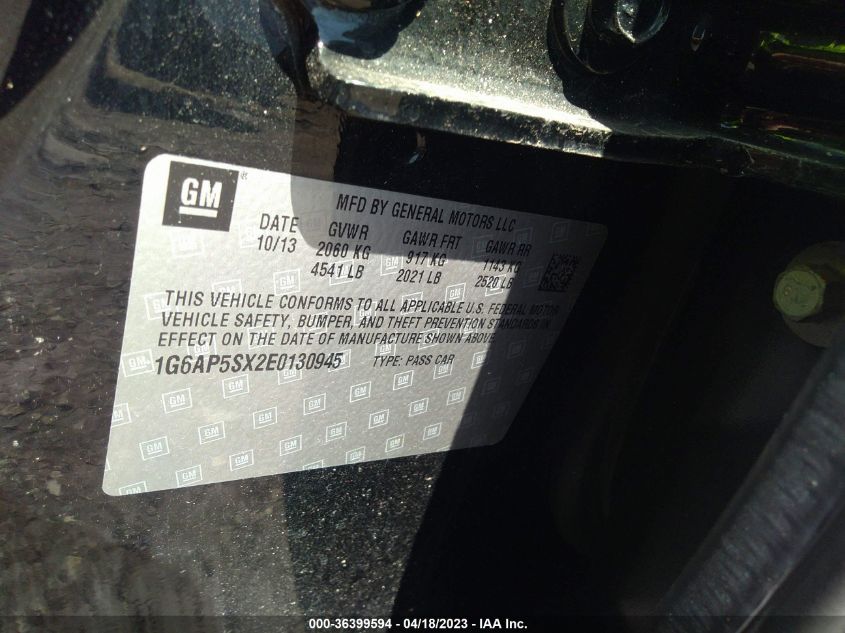 GM®
MFD BY GENERAL MOTORS LLC
DATE GVWR GAWR FRT GAWR RR
10/13 2060 KG 917 KG 1143 KG
4541 LB 2021 LB 2520 LB
THIS VEHICLE CONFORMS TO ALL APPLICABLE U.S. FEDERAL MOTOR
VEHICLE SAFETY, BUMPER, AND THEFT PREVENTION STANDARDS IN
EFFECT ON THE DATE OF MANUFACTURE SHOWN ABOVE
1G6AP5SX2E0130945 TYPE: PASS CAR
000-36399594 - 04/18/2023 - IAA Inc.